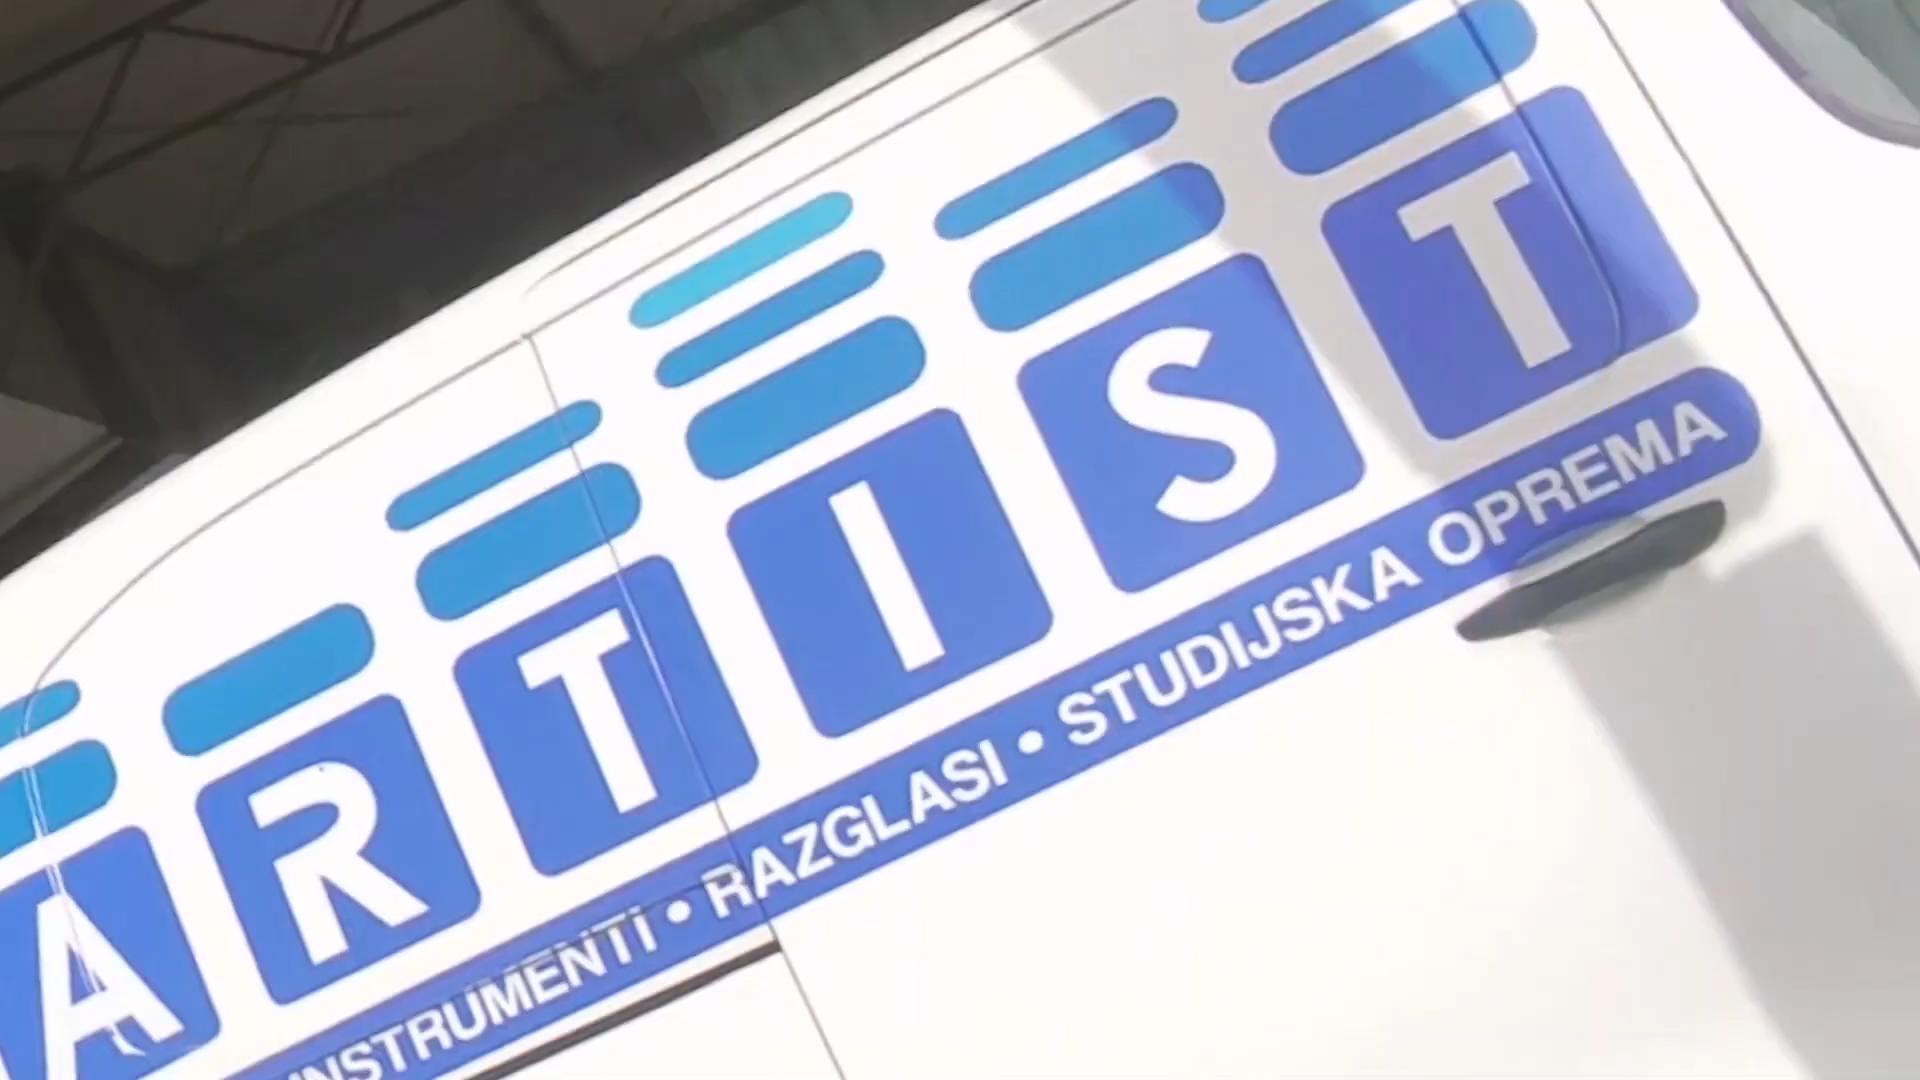 ARTIST
INSTRUMENTI • RAZGLASI • STUDIJSKA OPREMA